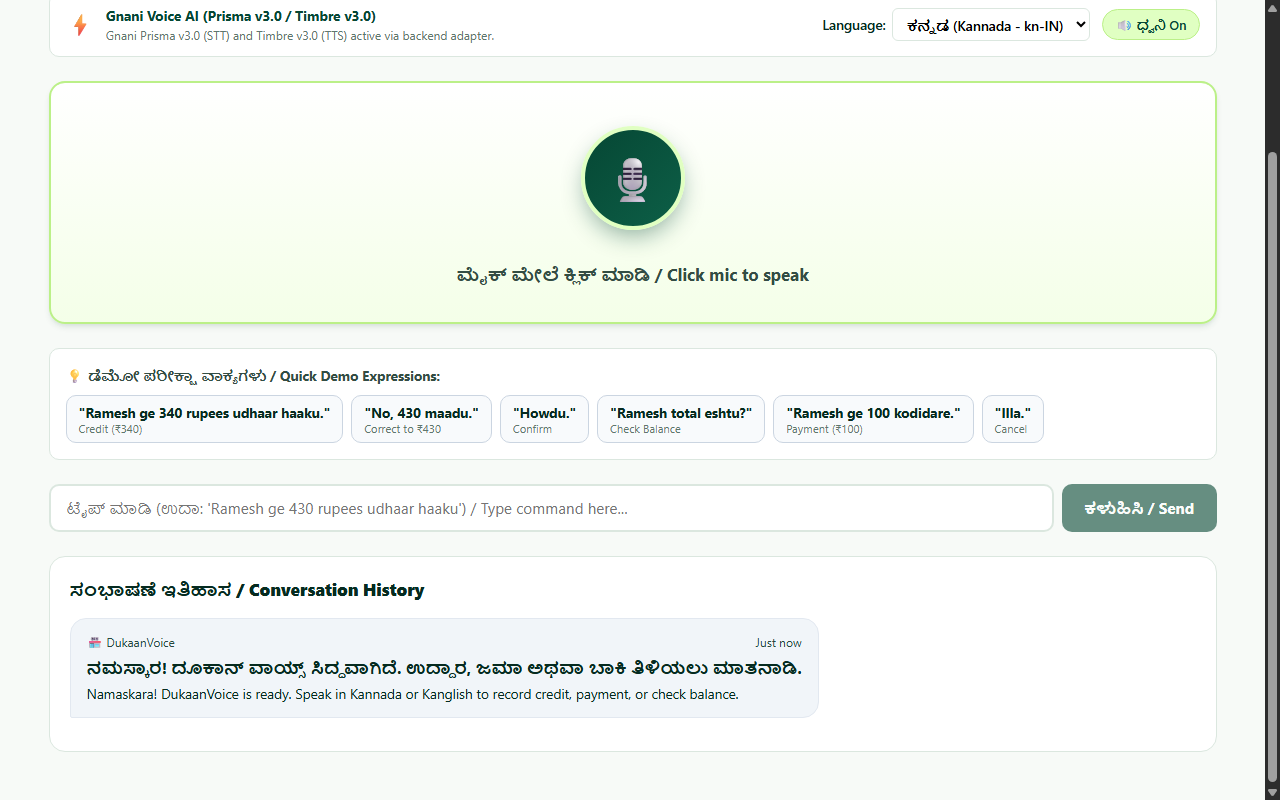 Gnani Voice AI (Prisma v3.0 / Timbre v3.0)
Gnani Prisma v3.0 (STT) and Timbre v3.0 (TTS) active via backend adapter.
Language: ಕನ್ನಡ (Kannada - kn-IN) ಧ್ವನಿ On
ಮೈಕ್ ಮೇಲೆ ಕ್ಲಿಕ್ ಮಾಡಿ / Click mic to speak
ಡೆಮೋ ಪರೀಕ್ಷಾ ವಾಕ್ಯಗಳು / Quick Demo Expressions:
"Ramesh ge 340 rupees udhaar haaku."
Credit (₹340)
"No, 430 maadu."
Correct to ₹430
"Howdu."
Confirm
"Ramesh total eshtu?"
Check Balance
"Ramesh ge 100 kodidare."
Payment (₹100)
"Illa."
Cancel
ಟೈಪ್ ಮಾಡಿ (ಉದಾ: 'Ramesh ge 430 rupees udhaar haaku') / Type command here...
ಕಳುಹಿಸಿ / Send
ಸಂಭಾಷಣೆ ಇತಿಹಾಸ / Conversation History
DukaanVoice Just now
ನಮಸ್ಕಾರ! ದೂಕಾನ್ ವಾಯ್ಸ್ ಸಿದ್ಧವಾಗಿದೆ. ಉದ್ದಾರ, ಜಮಾ ಅಥವಾ ಬಾಕಿ ತಿಳಿಯಲು ಮಾತನಾಡಿ.
Namaskara! DukaanVoice is ready. Speak in Kannada or Kanglish to record credit, payment, or check balance.